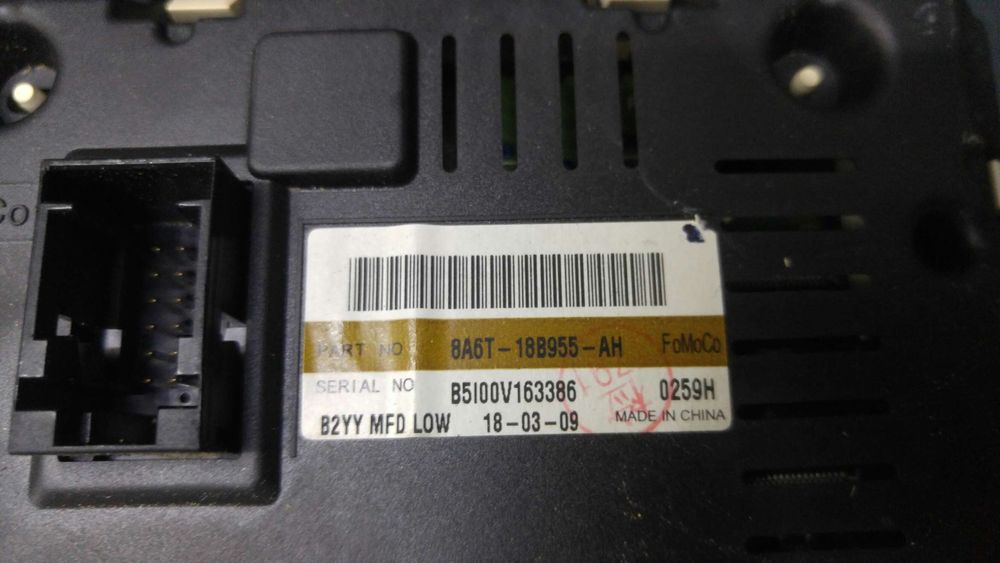 Co
PART NO 8A6T-18B955-AH FoMoCo
SERIAL NO B5I00V163386 0259H
B2YY MFD LOW 18-03-09 MADE IN CHINA